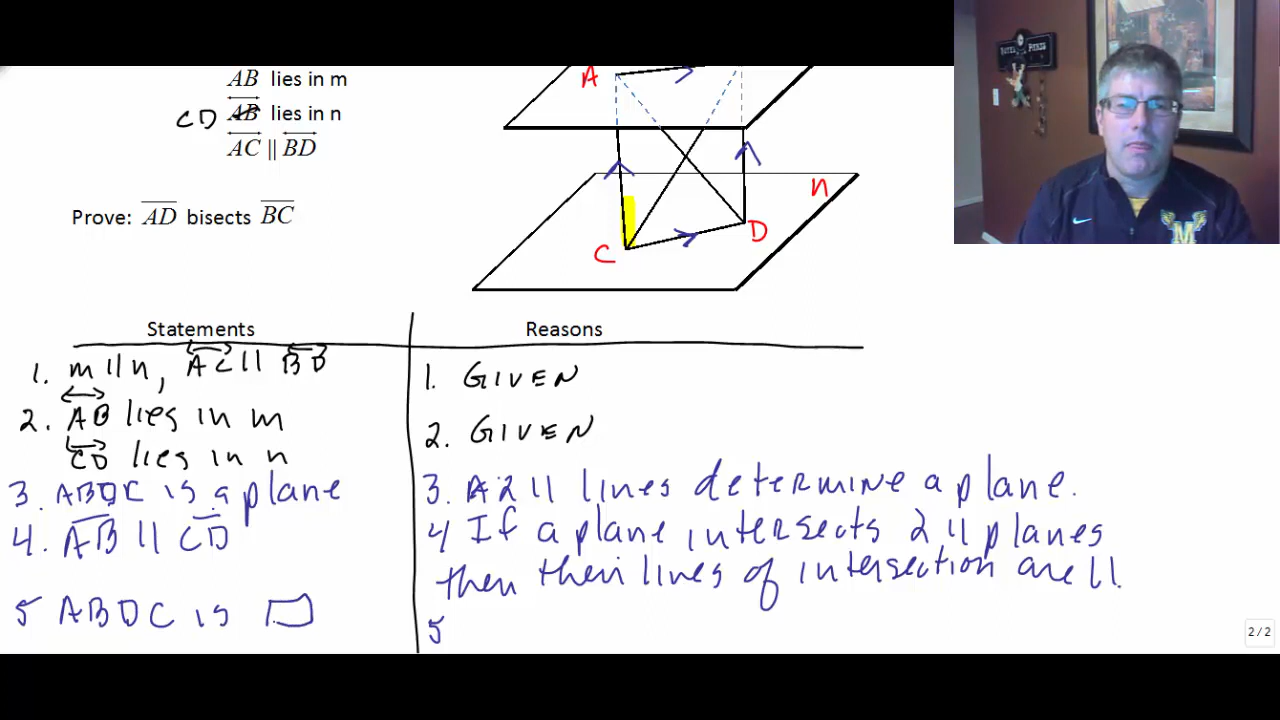 AB lies in m
CD AB lies in n
AC || BD
Prove: AD bisects BC
A
n
D
C
Statements
Reasons
1. m || n, AC || BD
1. GIVEN
2. AB lies in m
CD lies in n
2. GIVEN
3. ABDC is a plane
3. A 2 || lines determine a plane.
4. AB || CD
4 If a plane intersects 2 || planes
then their lines of intersection are ||.
5 ABDC is ▱
5
2/2
M